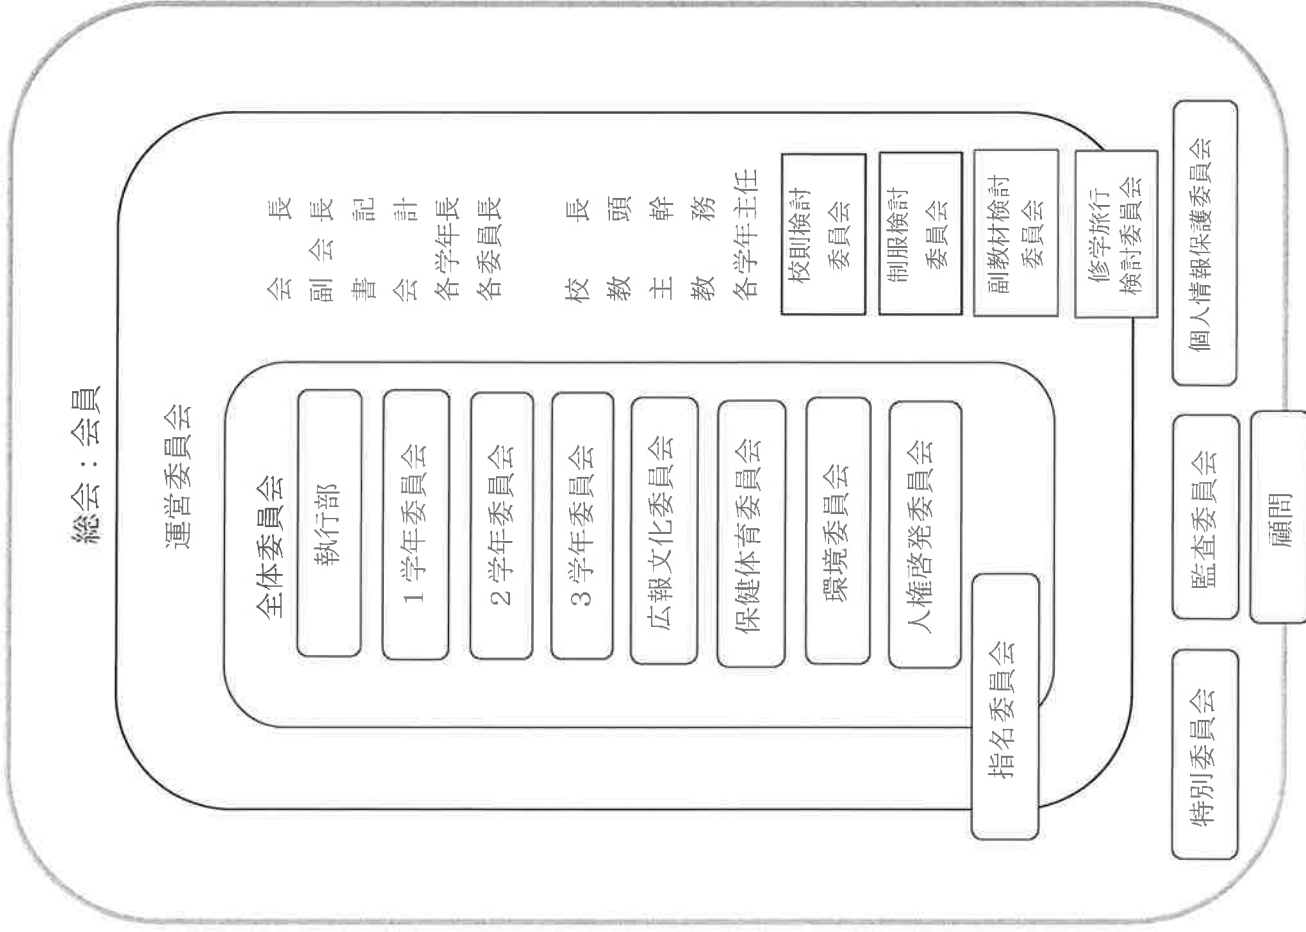 総会：会員
運営委員会
全体委員会
執行部
1学年委員会
2学年委員会
3学年委員会
広報文化委員会
保健体育委員会
環境委員会
人権啓発委員会
指名委員会
会長
副会長
書記
会計
各学年長
各委員長
校長
教頭
主幹
教務
各学年主任
校則検討
委員会
制服検討
委員会
副教材検討
委員会
修学旅行
検討委員会
特別委員会
監査委員会
個人情報保護委員会
顧問